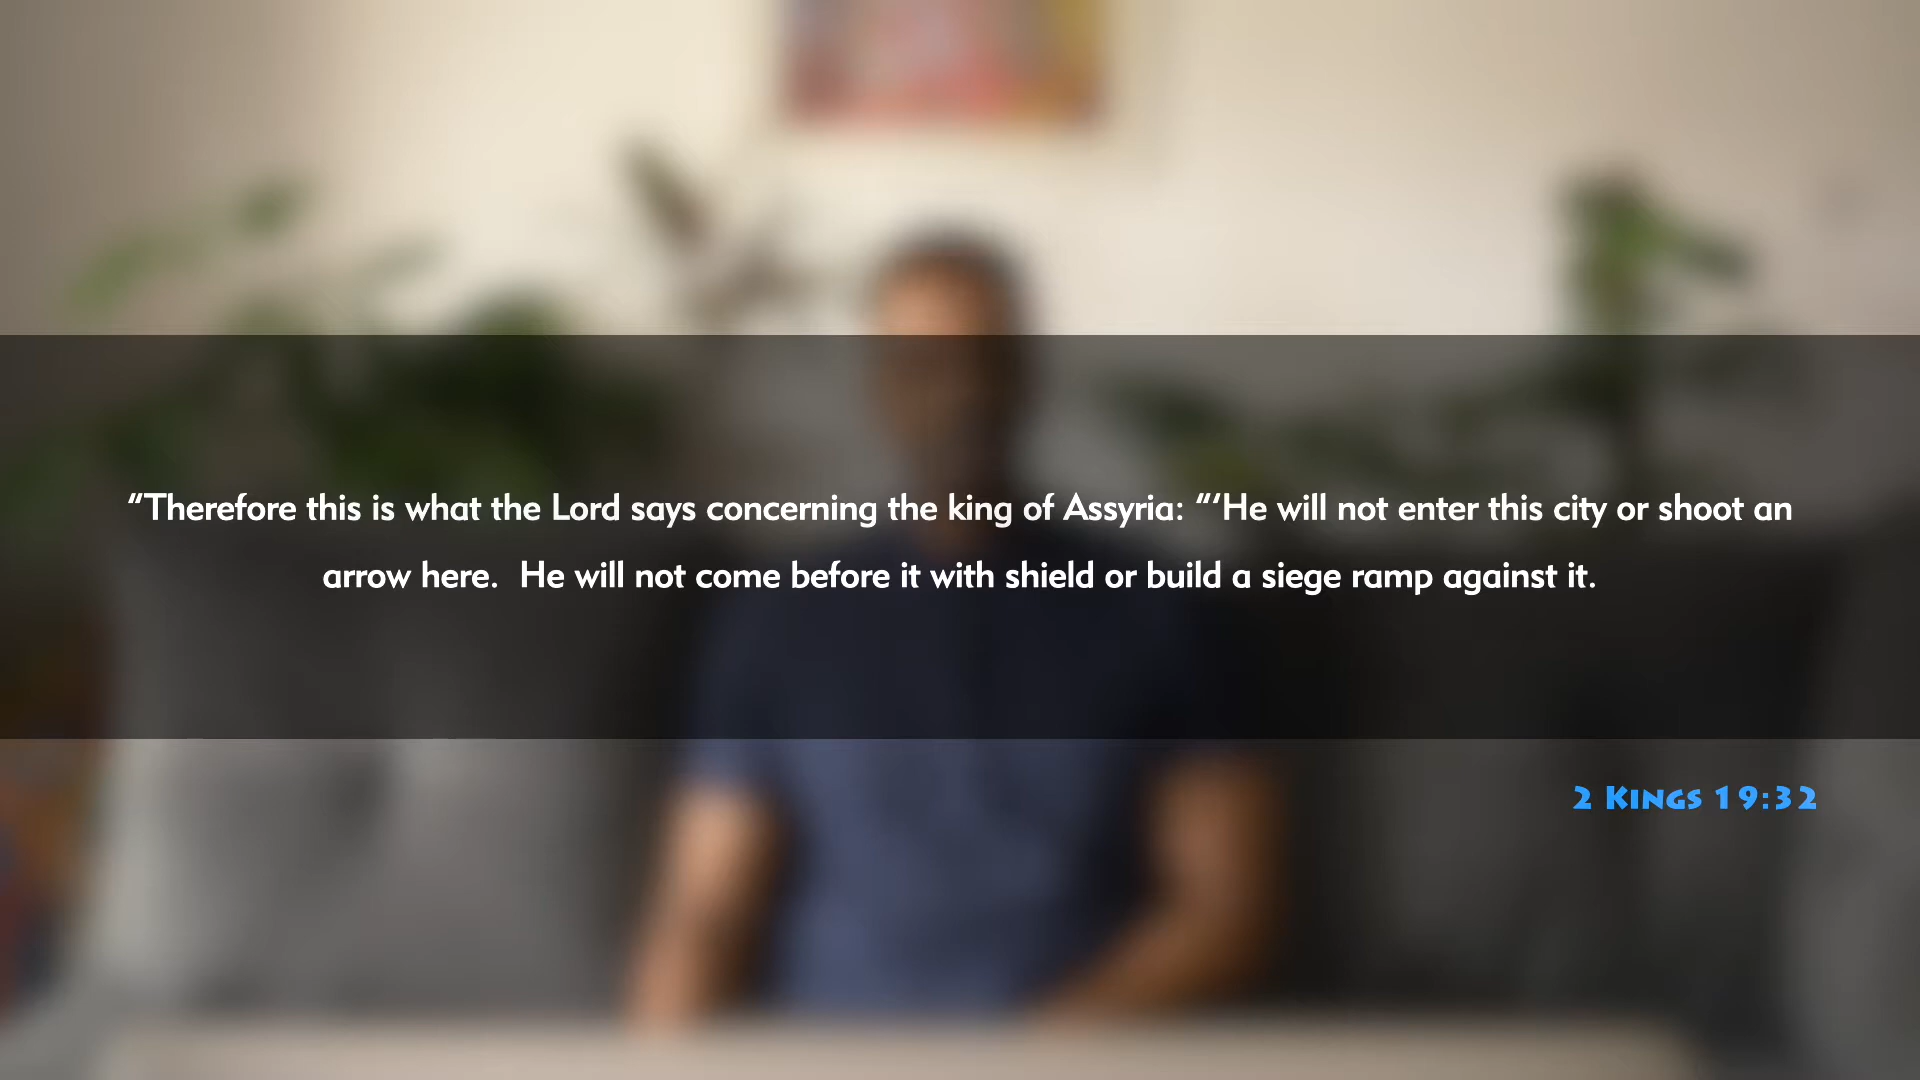 “Therefore this is what the Lord says concerning the king of Assyria: “‘He will not enter this city or shoot an
arrow here.  He will not come before it with shield or build a siege ramp against it.
2 Kings 19:32